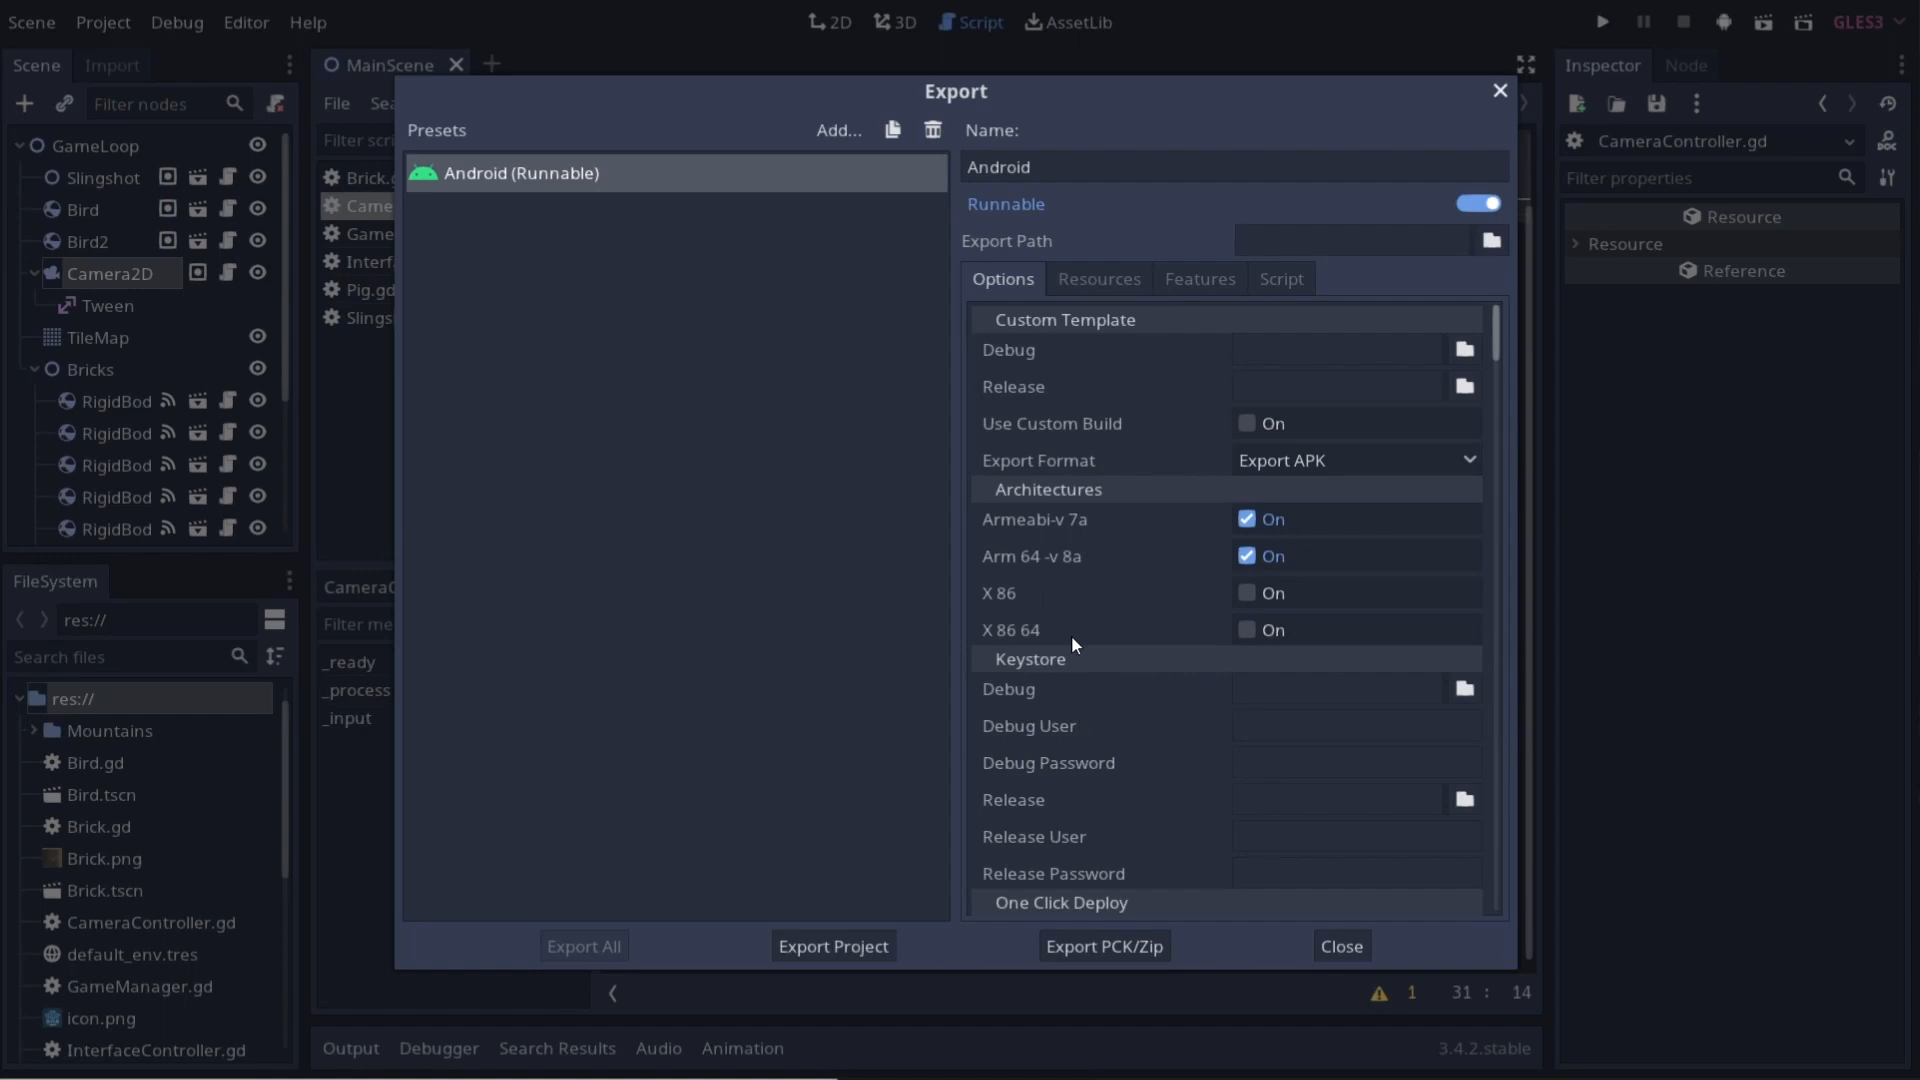 Scene Project Debug Editor Help
2D 3D Script AssetLib
GLES3
Scene Import
Filter nodes
GameLoop
Slingshot
Bird
Bird2
Camera2D
Tween
TileMap
Bricks
RigidBod
RigidBod
RigidBod
RigidBod
RigidBod
FileSystem
res://
Search files
res://
Mountains
Bird.gd
Bird.tscn
Brick.gd
Brick.png
Brick.tscn
CameraController.gd
default_env.tres
GameManager.gd
icon.png
InterfaceController.gd
MainScene
File Sea
Filter scri
Brick.g
Came
Game
Interf
Pig.gd
Slings
CameraC
Filter me
_ready
_process
_input
Export
Presets Add...
Android (Runnable)
Name:
Android
Runnable
Export Path
Options Resources Features Script
Custom Template
Debug
Release
Use Custom Build On
Export Format Export APK
Architectures
Armeabi-v 7a On
Arm 64 -v 8a On
X 86 On
X 86 64 On
Keystore
Debug
Debug User
Debug Password
Release
Release User
Release Password
One Click Deploy
Export All Export Project Export PCK/Zip Close
1 31 : 14
Output Debugger Search Results Audio Animation 3.4.2.stable
Inspector Node
CameraController.gd
DOC
Filter properties
Resource
Resource
Reference